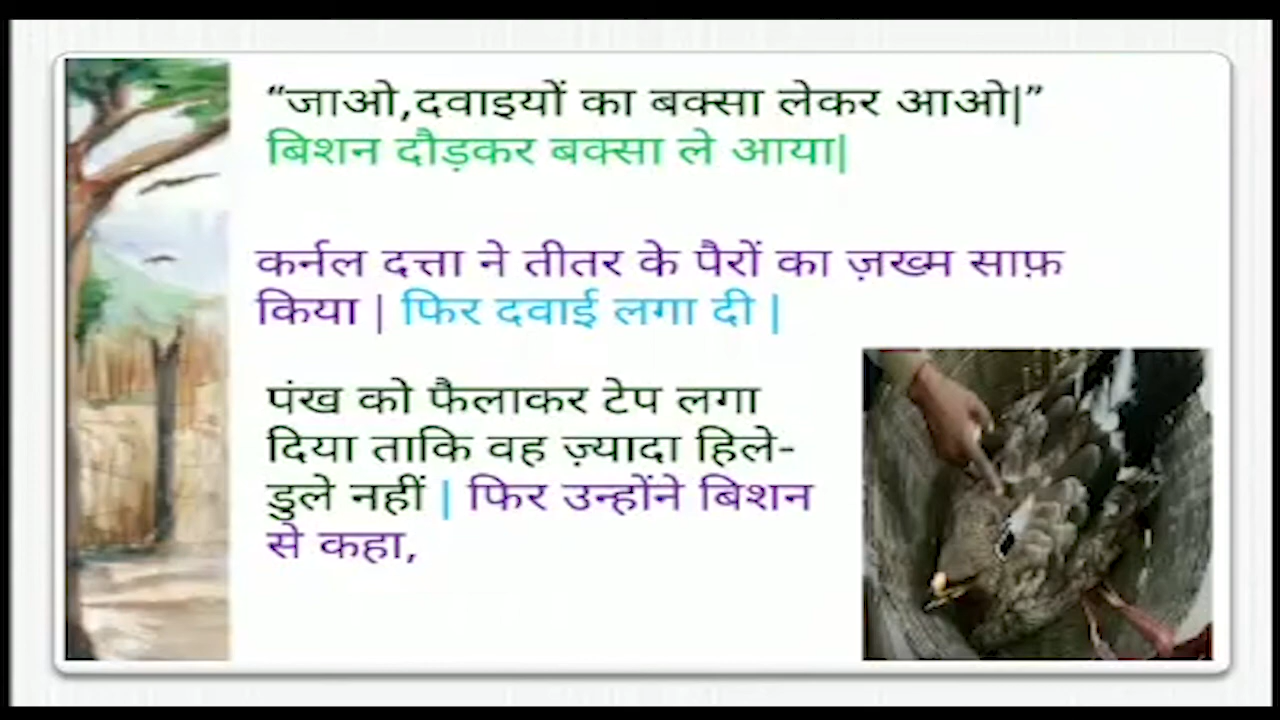 “जाओ,दवाइयों का बक्सा लेकर आओ|”
बिशन दौड़कर बक्सा ले आया|
कर्नल दत्ता ने तीतर के पैरों का ज़ख्म साफ़
किया | फिर दवाई लगा दी |
पंख को फैलाकर टेप लगा
दिया ताकि वह ज़्यादा हिले-
डुले नहीं | फिर उन्होंने बिशन
से कहा,